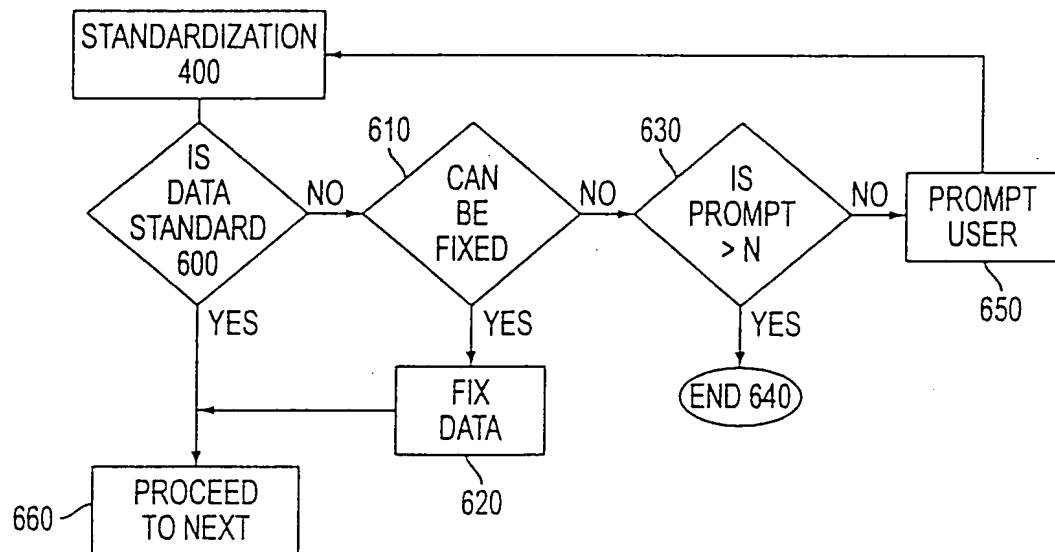 STANDARDIZATION
400
IS
DATA
STANDARD
600
NO
YES
610
CAN
BE
FIXED
NO
YES
630
IS
PROMPT
> N
NO
YES
PROMPT
USER
650
END 640
FIX
DATA
620
660
PROCEED
TO NEXT